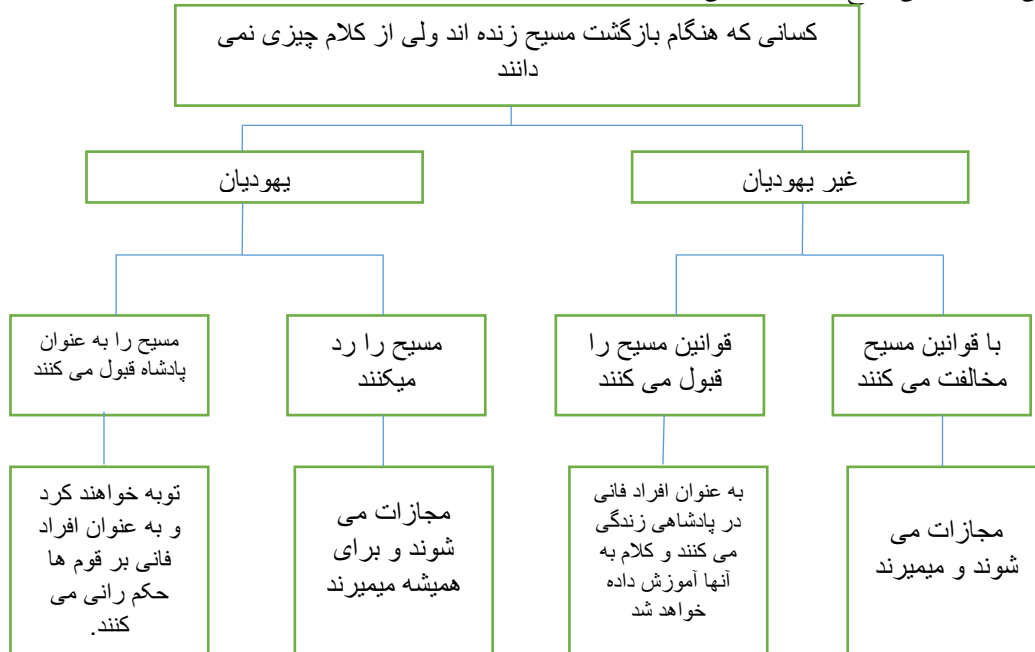 کسانی که هنگام بازگشت مسیح زنده اند ولی از کلام چیزی نمی
دانند
غیر یهودیان
یهودیان
با قوانین مسیح
مخالفت می کنند
قوانین مسیح را
قبول می کنند
مسیح را رد
میکنند
مسیح را به عنوان
پادشاه قبول می کنند
مجازات می
شوند و میمیرند
به عنوان افراد فانی
در پادشاهی زندگی
می کنند و کلام به
آنها آموزش داده
خواهد شد
مجازات می
شوند و برای
همیشه میمیرند
توبه خواهند کرد
و به عنوان افراد
فانی بر قوم ها
حکم رانی می
کنند.